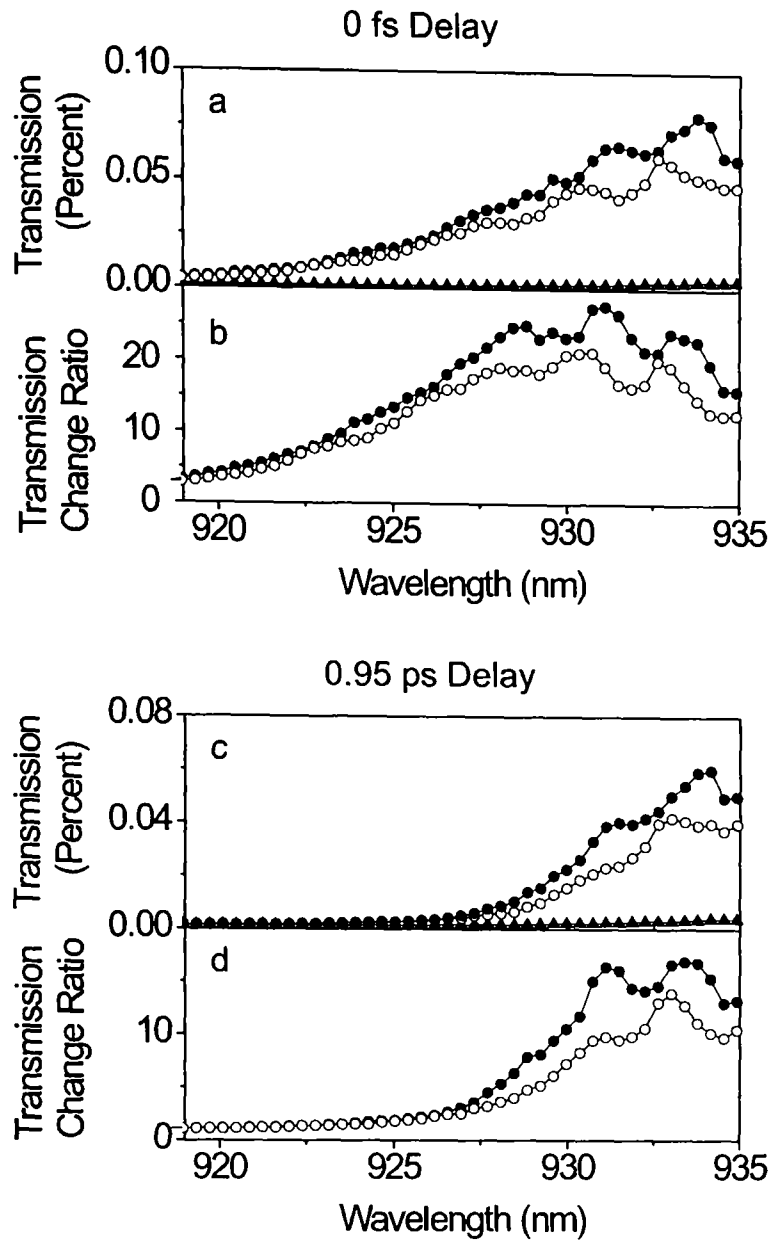 0 fs Delay
Transmission
(Percent)
0.10
0.05
0.00
a
Transmission
Change Ratio
20
10
0
b
920
925
930
935
Wavelength (nm)
0.95 ps Delay
Transmission
(Percent)
0.08
0.04
0.00
c
Transmission
Change Ratio
10
0
d
920
925
930
935
Wavelength (nm)